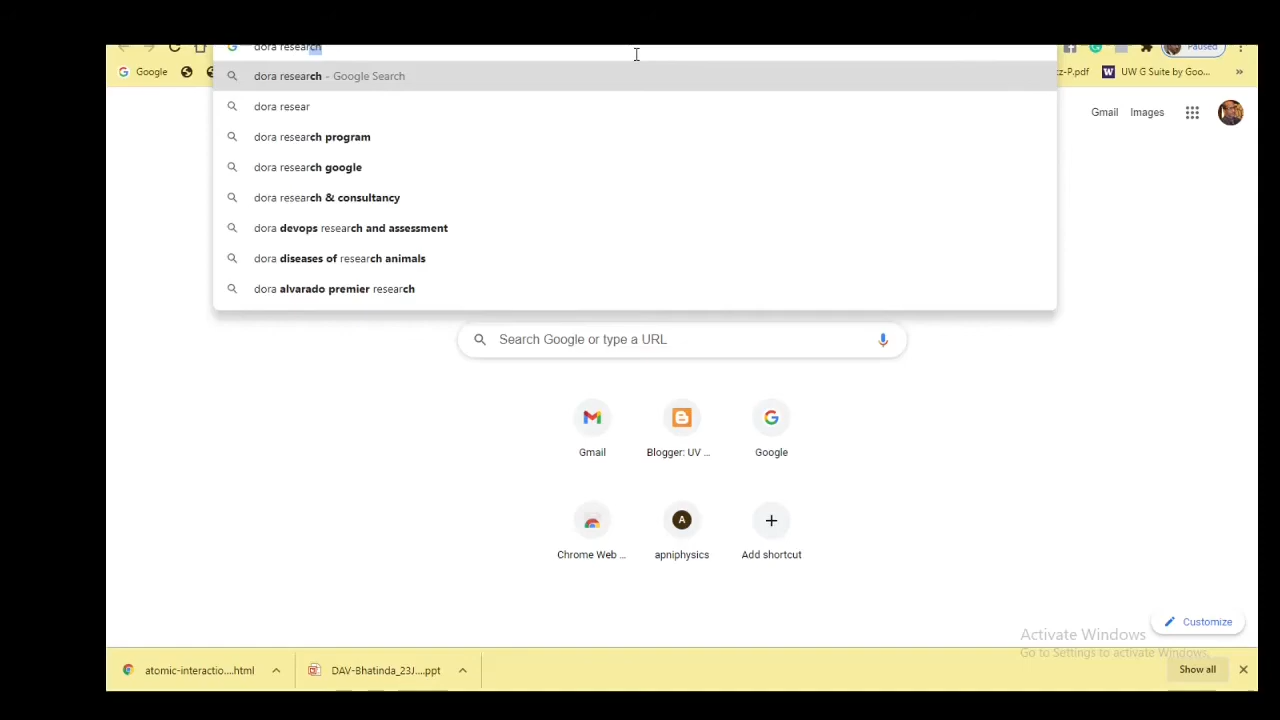 dora research
Paused
Google
z-P.pdf
UW G Suite by Goo...
»
dora research - Google Search
Gmail Images
dora resear
dora research program
dora research google
dora research & consultancy
dora devops research and assessment
dora diseases of research animals
dora alvarado premier research
Search Google or type a URL
Gmail
Blogger: UV ...
Google
A
Chrome Web ...
apniphysics
Add shortcut
Customize
Activate Windows
Go to Settings to activate Windows.
atomic-interactio....html
DAV-Bhatinda_23J....ppt
Show all